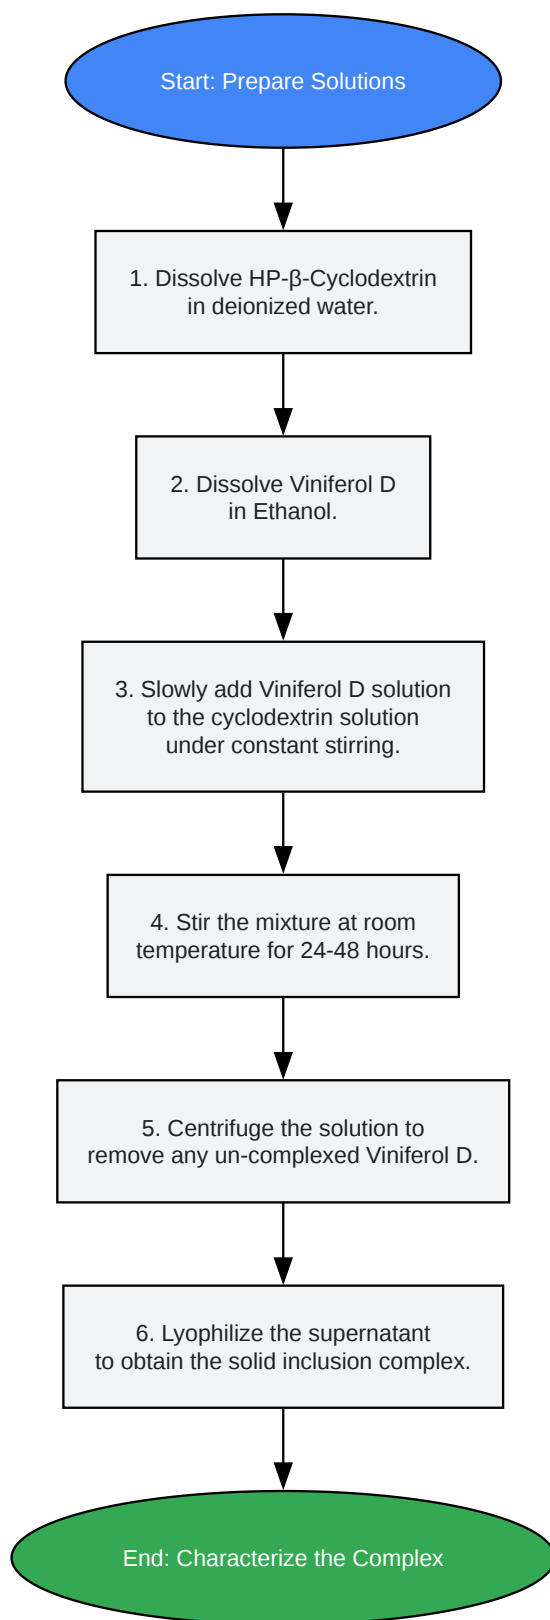 Start: Prepare Solutions
1. Dissolve HP-β-Cyclodextrin
in deionized water.
2. Dissolve Viniferol D
in Ethanol.
3. Slowly add Viniferol D solution
to the cyclodextrin solution
under constant stirring.
4. Stir the mixture at room
temperature for 24-48 hours.
5. Centrifuge the solution to
remove any un-complexed Viniferol D.
6. Lyophilize the supernatant
to obtain the solid inclusion complex.
End: Characterize the Complex